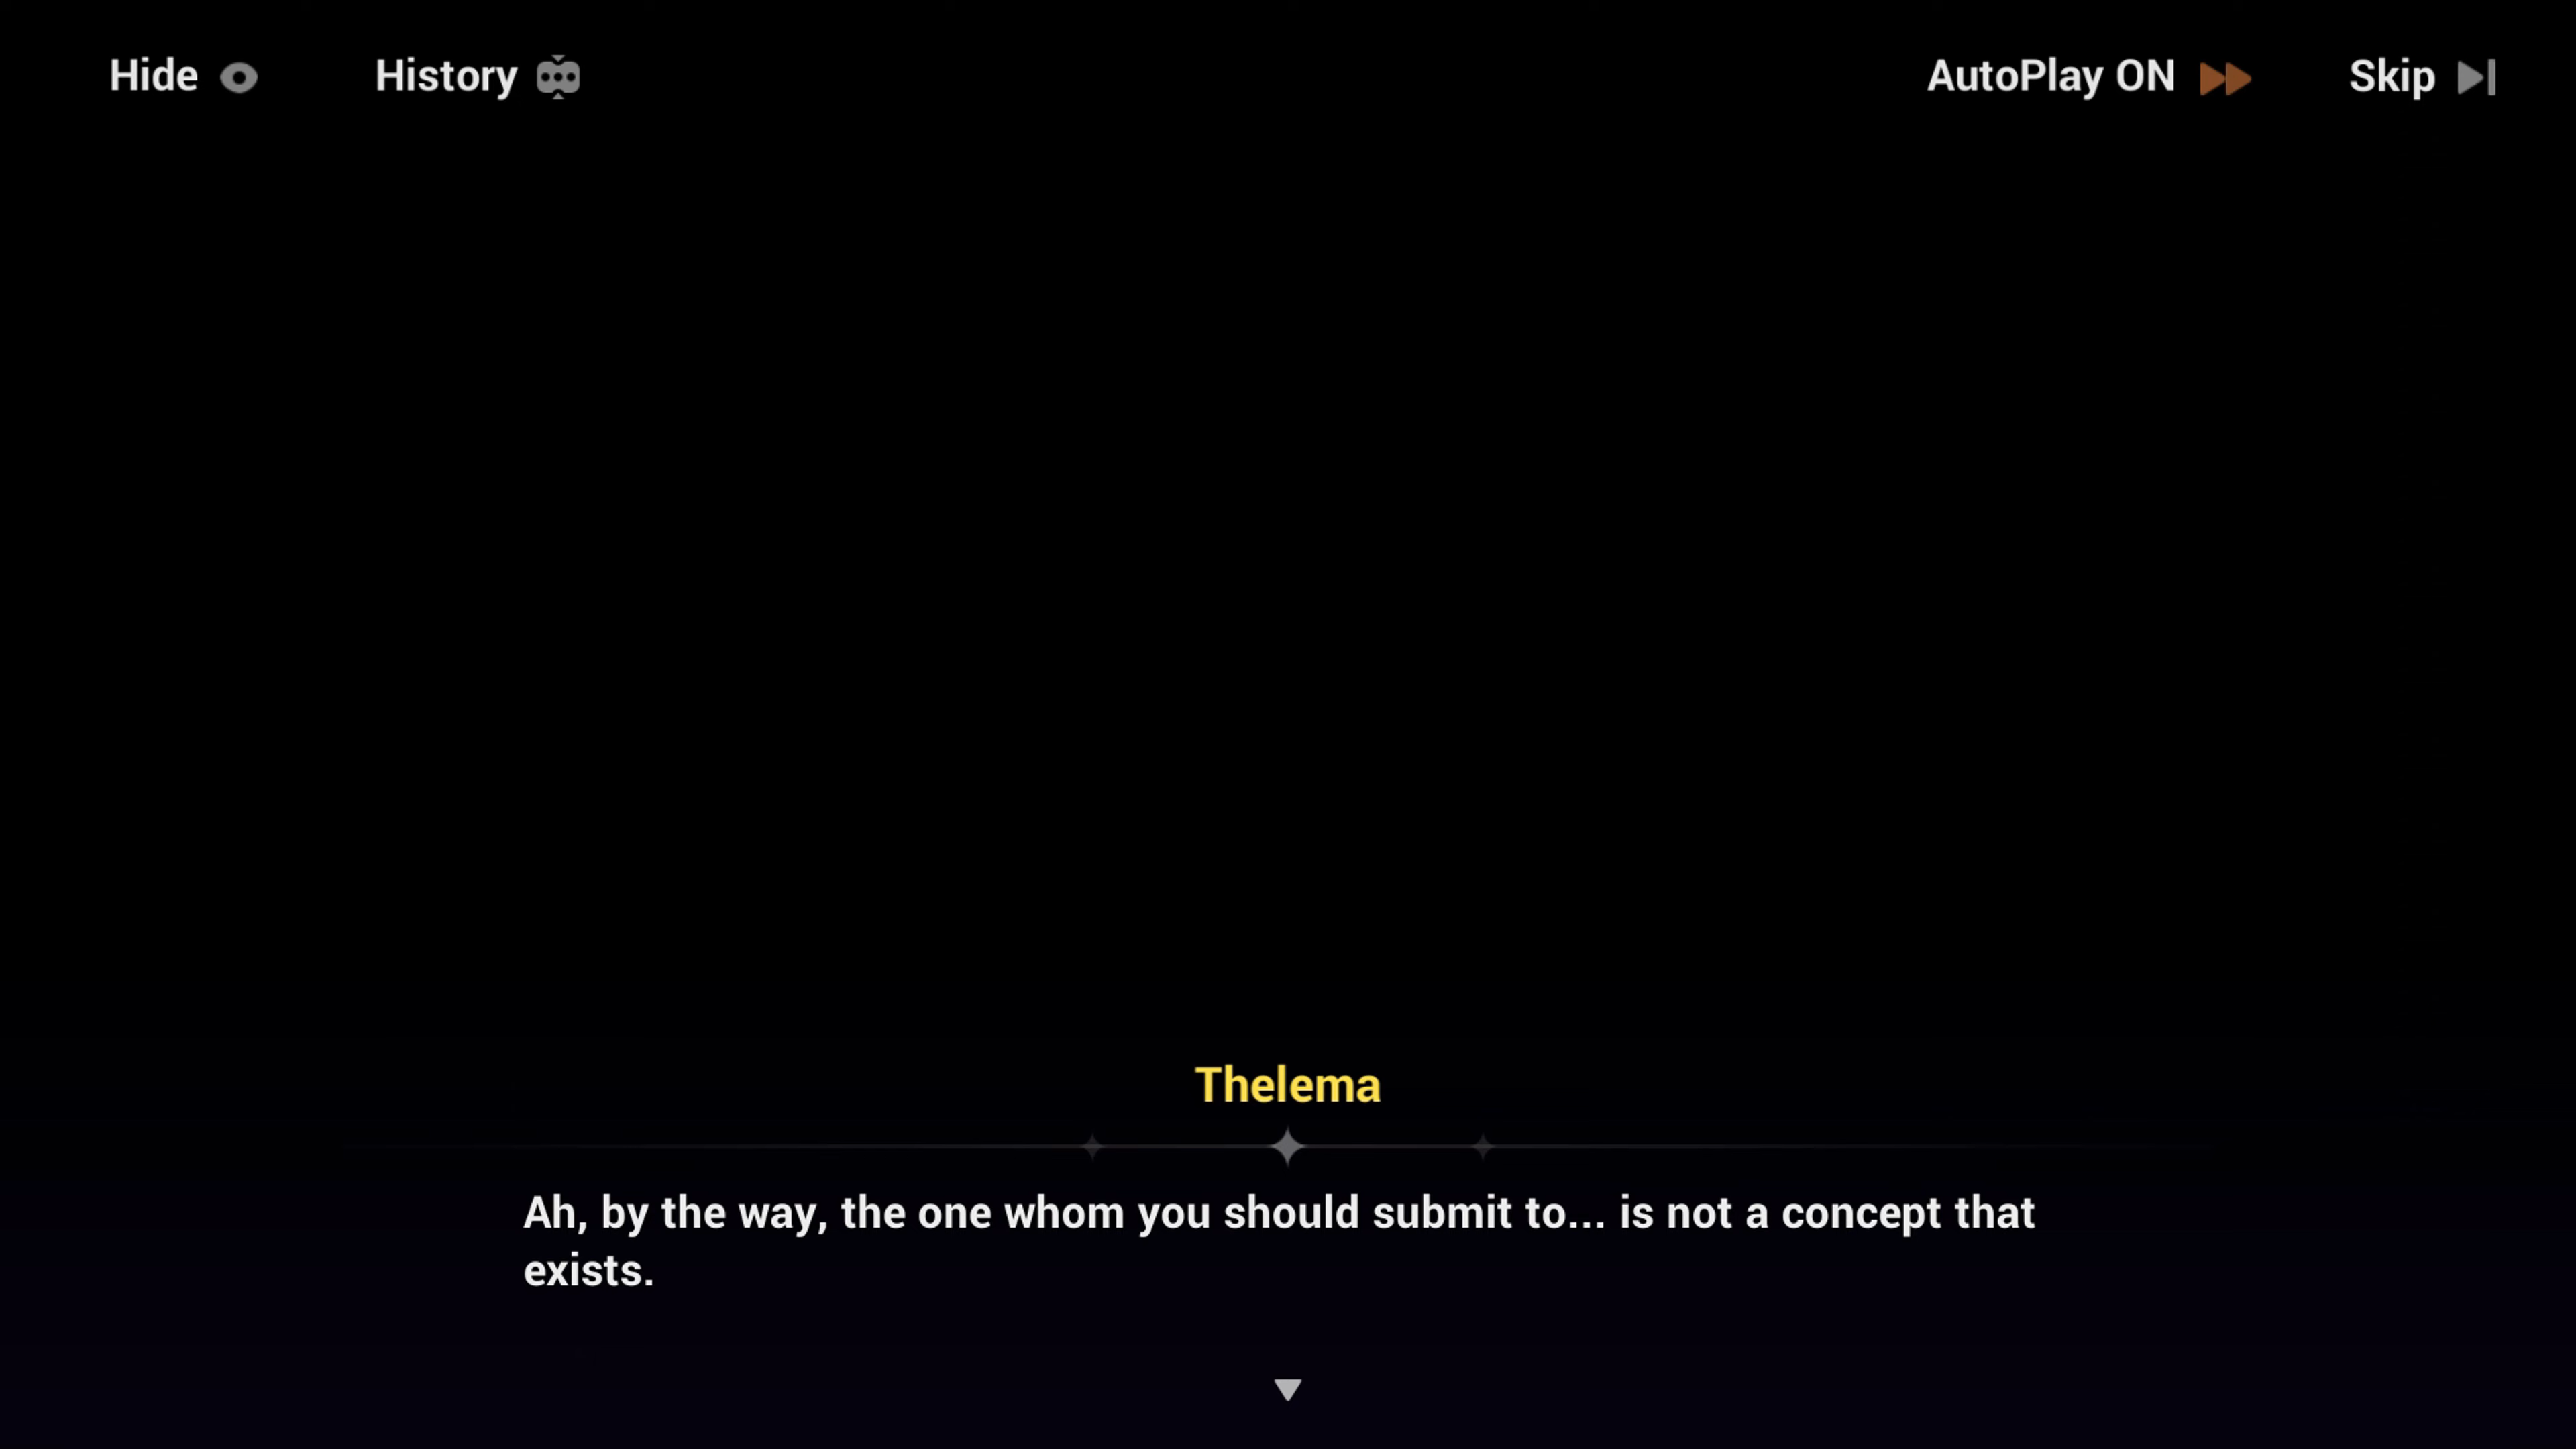 Hide
History
AutoPlay ON
Skip
Thelema
Ah, by the way, the one whom you should submit to... is not a concept that
exists.